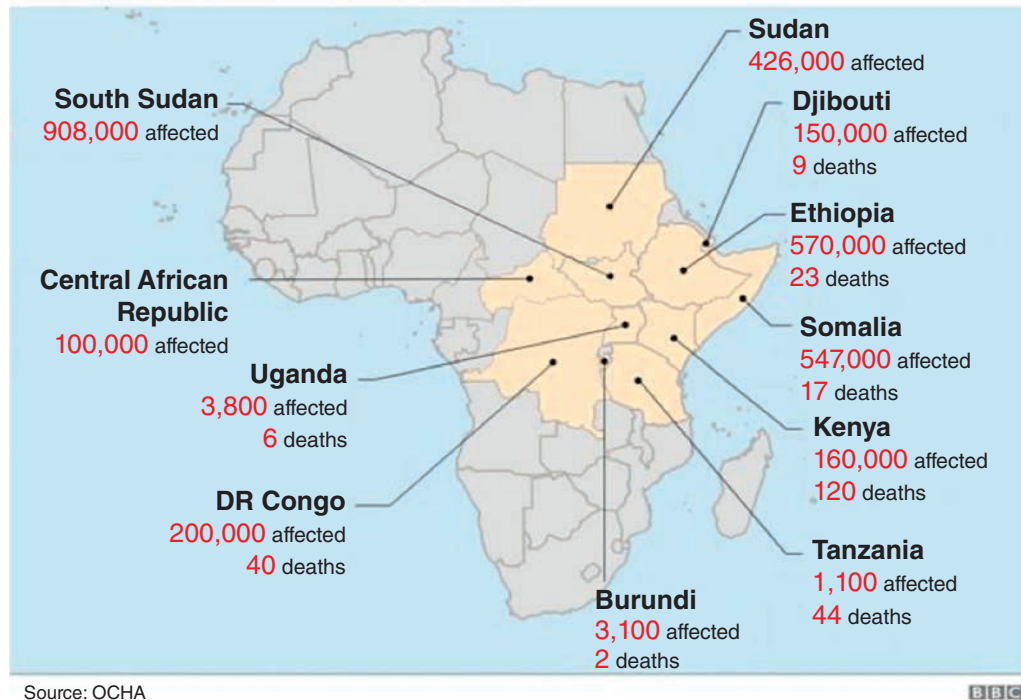 Sudan
426,000 affected
South Sudan
908,000 affected
Djibouti
150,000 affected
9 deaths
Ethiopia
570,000 affected
23 deaths
Central African
Republic
100,000 affected
Somalia
547,000 affected
17 deaths
Uganda
3,800 affected
6 deaths
Kenya
160,000 affected
120 deaths
DR Congo
200,000 affected
40 deaths
Tanzania
1,100 affected
44 deaths
Burundi
3,100 affected
2 deaths
Source: OCHA
BBC